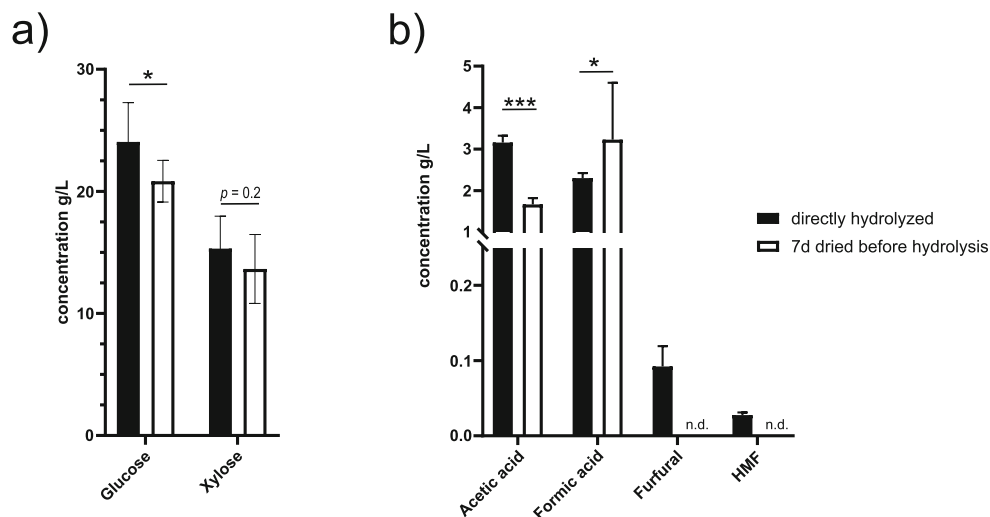 a)
concentration g/L
30
20
10
0
*
p = 0.2
Glucose
Xylose
b)
concentration g/L
5
4
3
2
1
0.2
0.1
0.0
***
*
n.d.
n.d.
Acetic acid
Formic acid
Furfural
HMF
directly hydrolyzed
7d dried before hydrolysis